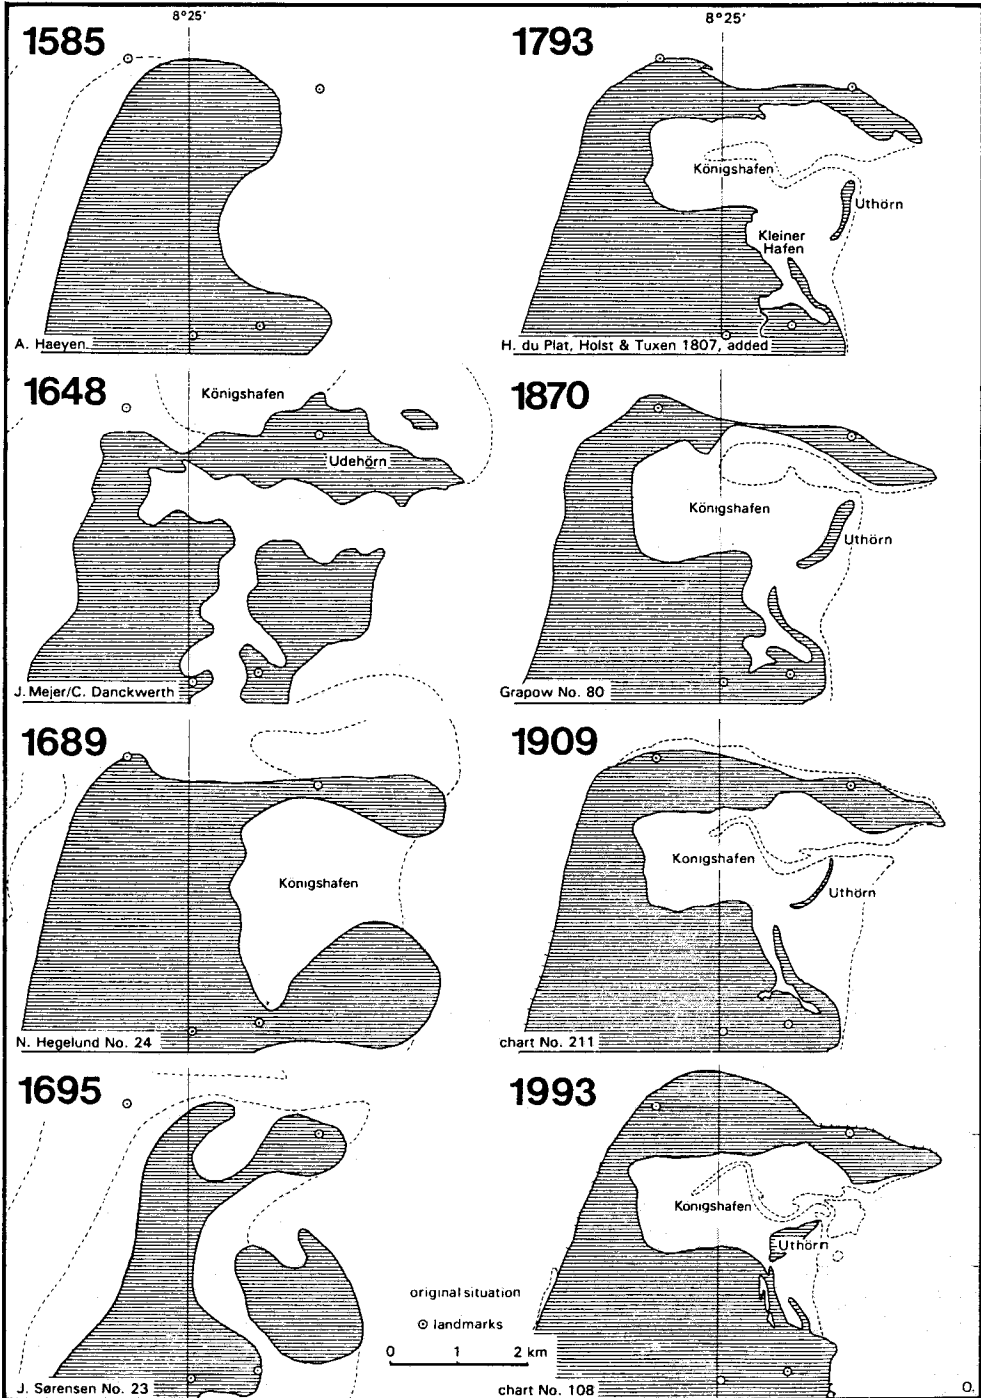 8°25'
1585
A. Haeyen.
1648
Königshafen
Udehörn
J. Mejer/C. Danckwerth
1689
Königshafen
N. Hegelund No. 24
1695
J. Sørensen No. 23
original situation
landmarks
0 1 2 km
8°25'
1793
Königshafen
Uthörn
Kleiner
Hafen
H. du Plat, Holst & Tuxen 1807, added
1870
Königshafen
Uthörn
Grapow No. 80
1909
Konigshafen
Uthörn
chart No. 211
1993
Königshafen
Uthörn
chart No. 108
O.